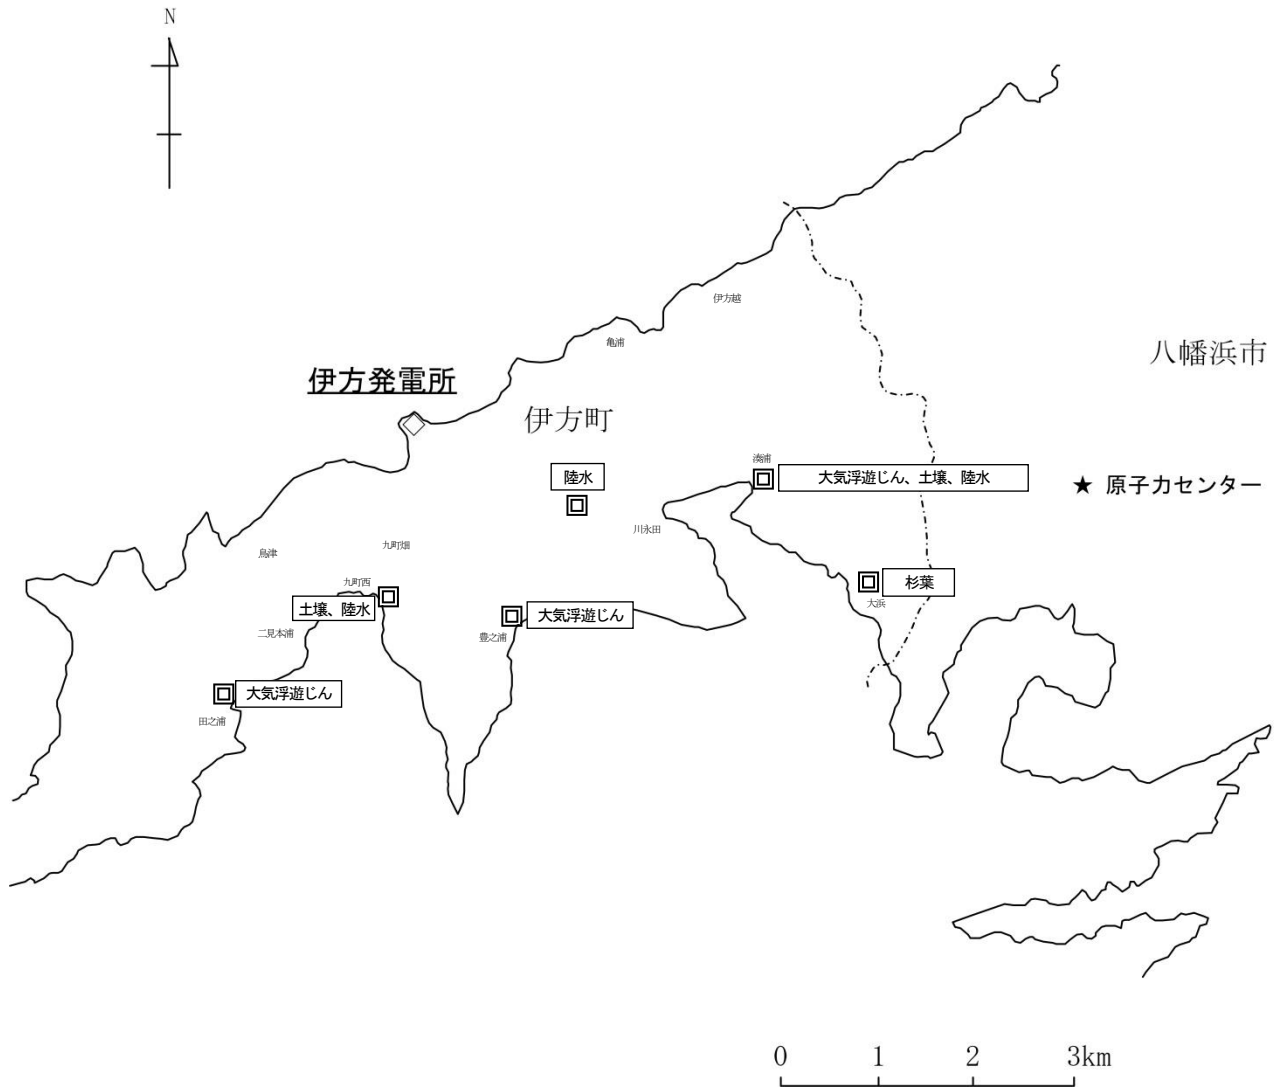 N
伊方越
亀浦
八幡浜市
伊方発電所
伊方町
湊浦
陸水
大気浮遊じん、土壌、陸水
★ 原子力センター
川永田
鳥津
九町畑
九町西
杉葉
大浜
土壌、陸水
大気浮遊じん
二見本浦
豊之浦
大気浮遊じん
田之浦
0 1 2 3km